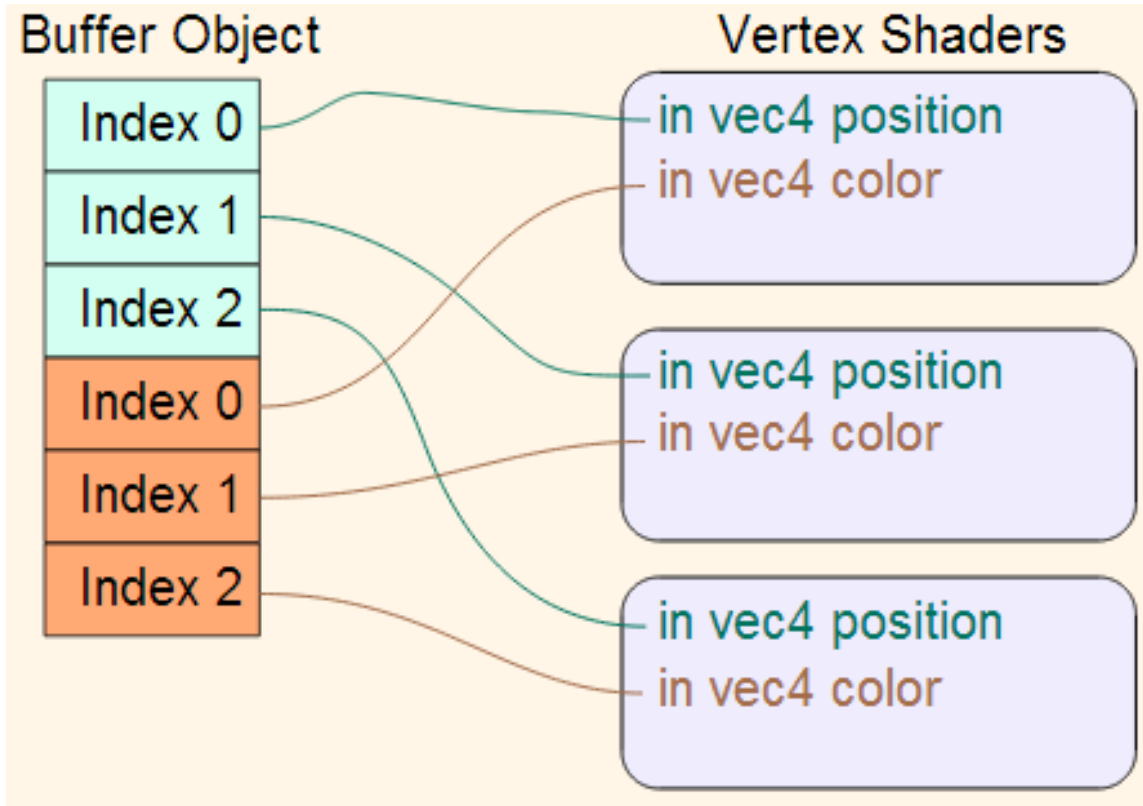 Buffer Object
Index 0
Index 1
Index 2
Index 0
Index 1
Index 2
Vertex Shaders
in vec4 position
in vec4 color
in vec4 position
in vec4 color
in vec4 position
in vec4 color